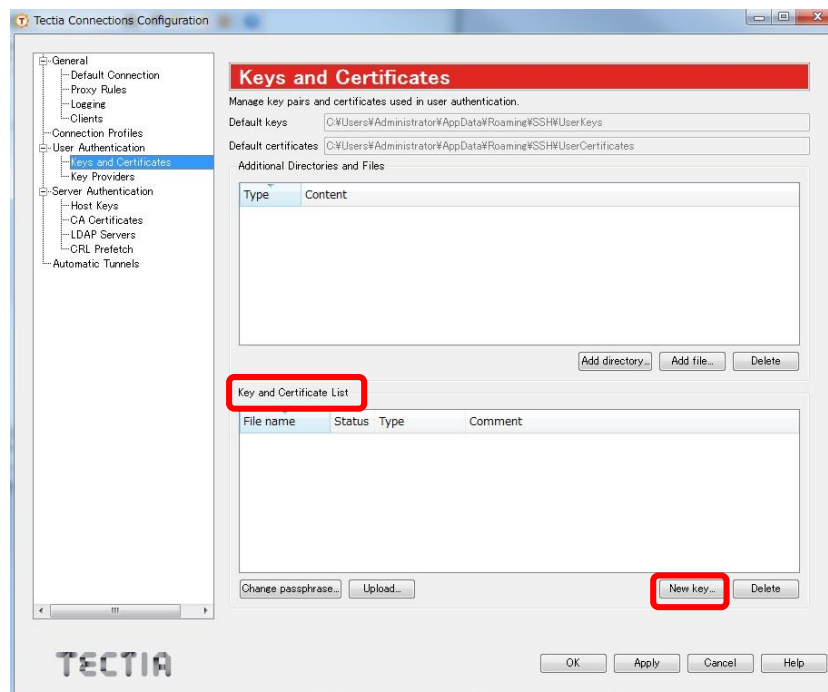 Tectia Connections Configuration
General
Default Connection
Proxy Rules
Logging
Clients
Connection Profiles
User Authentication
Keys and Certificates
Key Providers
Server Authentication
Host Keys
CA Certificates
LDAP Servers
CRL Prefetch
Automatic Tunnels
Keys and Certificates
Manage key pairs and certificates used in user authentication.
Default keys C:¥Users¥Administrator¥AppData¥Roaming¥SSH¥UserKeys
Default certificates C:¥Users¥Administrator¥AppData¥Roaming¥SSH¥UserCertificates
Additional Directories and Files
Type Content
Add directory... Add file... Delete
Key and Certificate List
File name Status Type Comment
Change passphrase... Upload... New key... Delete
TECTIA
OK Apply Cancel Help